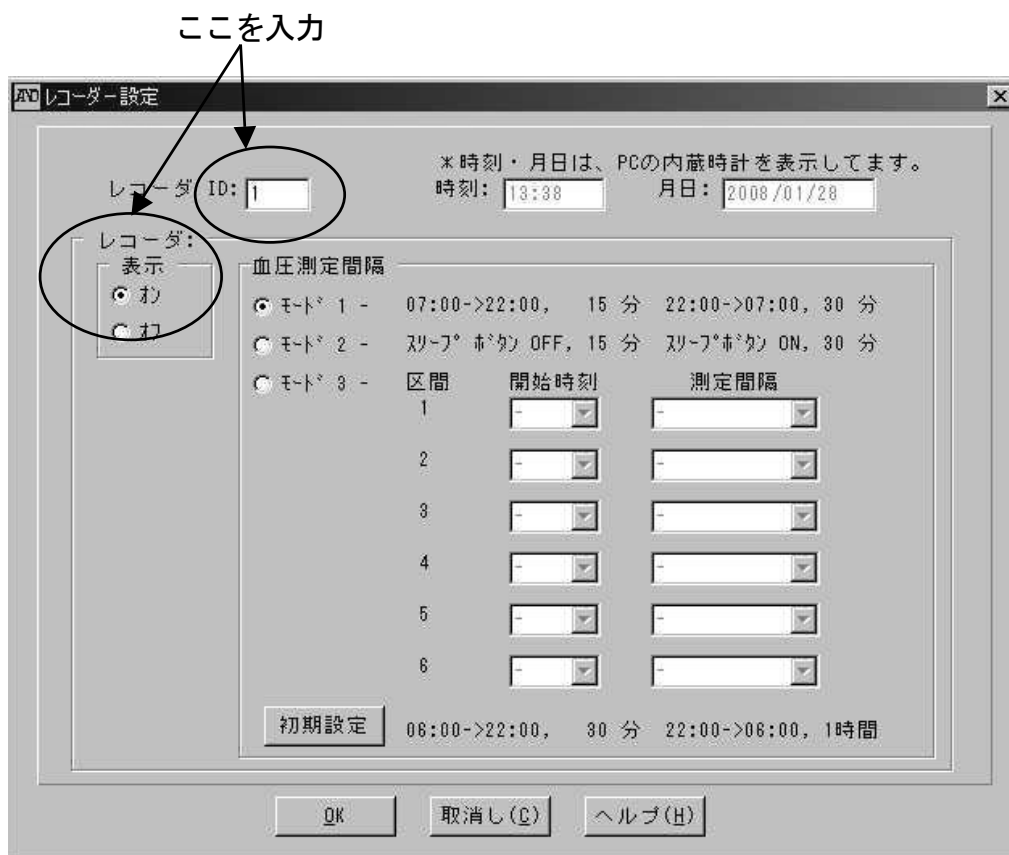 ここを入力
AND レコーダー設定
*時刻・月日は、PCの内蔵時計を表示してます。
レコーダ ID: 1 時刻: 13:38 月日: 2008/01/28
レコーダ:
表示
オン
オフ
血圧測定間隔
モード 1 - 07:00->22:00, 15 分 22:00->07:00, 30 分
モード 2 - スリープ ボタン OFF, 15 分 スリープボタン ON, 30 分
モード 3 - 区間 開始時刻 測定間隔
1 - -
2 - -
3 - -
4 - -
5 - -
6 - -
初期設定 06:00->22:00, 30 分 22:00->06:00, 1時間
OK 取消し(C) ヘルプ(H)